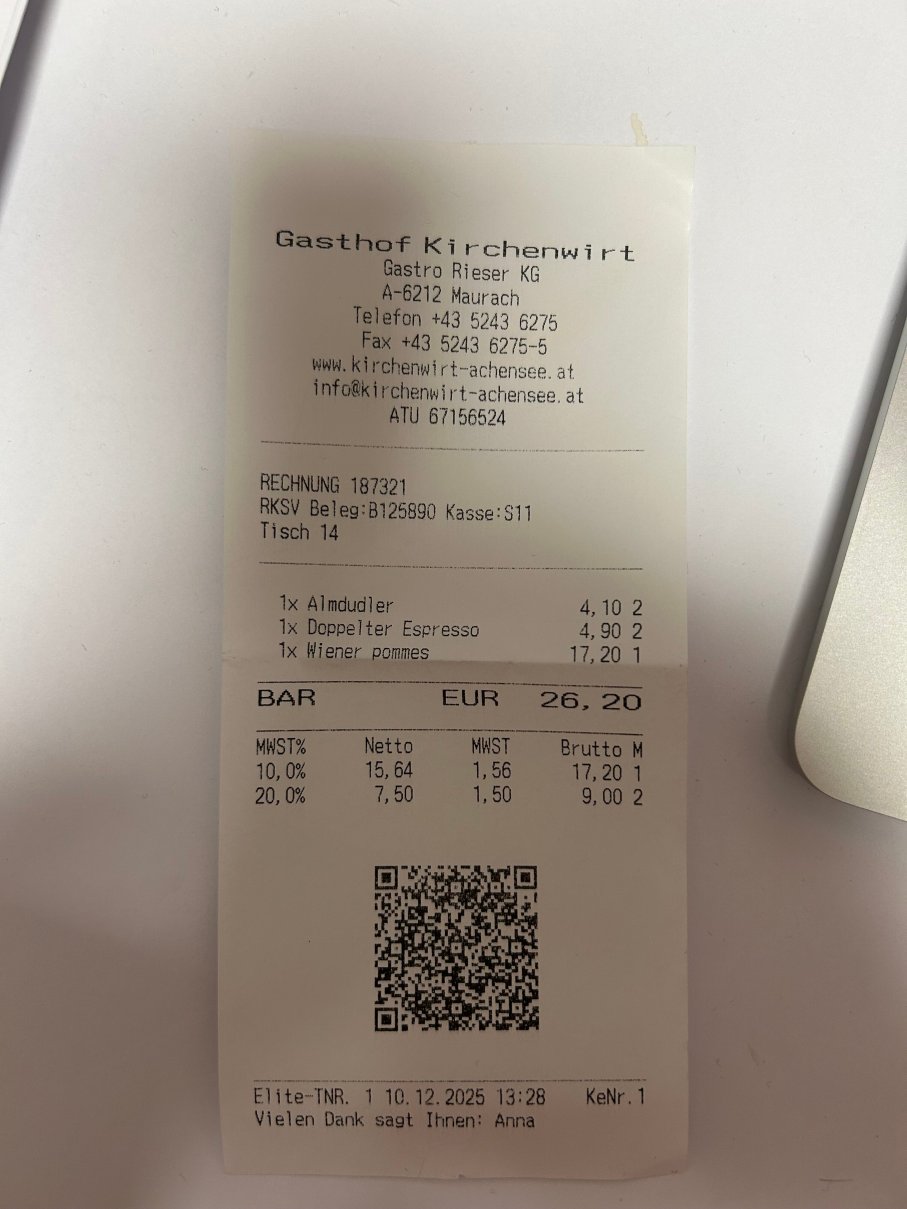 Gasthof Kirchenwirt
Gastro Rieser KG
A-6212 Maurach
Telefon +43 5243 6275
Fax +43 5243 6275-5
www.kirchenwirt-achensee.at
info@kirchenwirt-achensee.at
ATU 67156524
RECHNUNG 187321
RKSV Beleg:B125890 Kasse:S11
Tisch 14
1x Almdudler 4,10 2
1x Doppelter Espresso 4,90 2
1x Wiener pommes 17,20 1
BAR EUR 26,20
MWST% Netto MWST Brutto M
10,0% 15,64 1,56 17,20 1
20,0% 7,50 1,50 9,00 2
Elite-TNR. 1 10.12.2025 13:28 KeNr.1
Vielen Dank sagt Ihnen: Anna